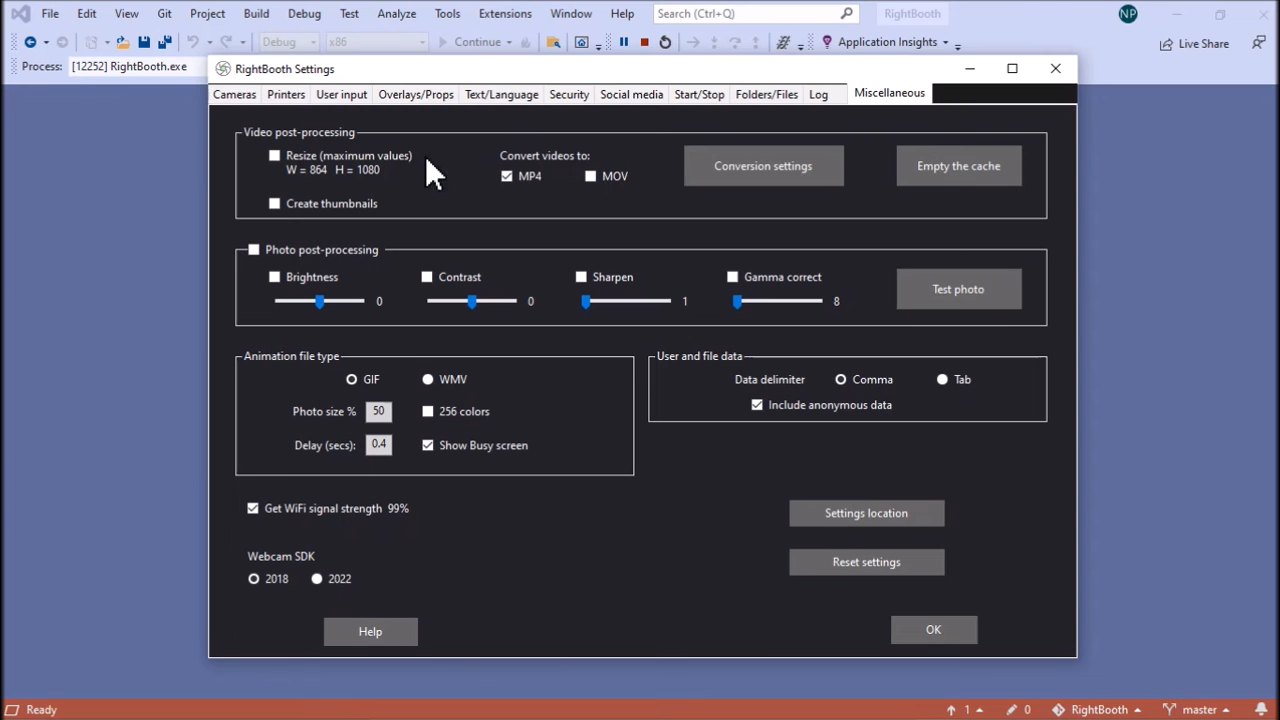 File Edit View Git Project Build Debug Test Analyze Tools Extensions Window Help Search (Ctrl+Q) RightBooth NP
Debug x86 Continue Application Insights Live Share
Process: [12252] RightBooth.exe
RightBooth Settings
Cameras Printers User input Overlays/Props Text/Language Security Social media Start/Stop Folders/Files Log Miscellaneous
Video post-processing
Resize (maximum values) Convert videos to: Conversion settings Empty the cache
W = 864 H = 1080 MP4 MOV
Create thumbnails
Photo post-processing
Brightness Contrast Sharpen Gamma correct Test photo
0 0 1 8
Animation file type User and file data
GIF WMV Data delimiter Comma Tab
Photo size % 50 256 colors Include anonymous data
Delay (secs): 0.4 Show Busy screen
Get WiFi signal strength 99% Settings location
Webcam SDK Reset settings
2018 2022
Help OK
Ready 1 0 RightBooth master